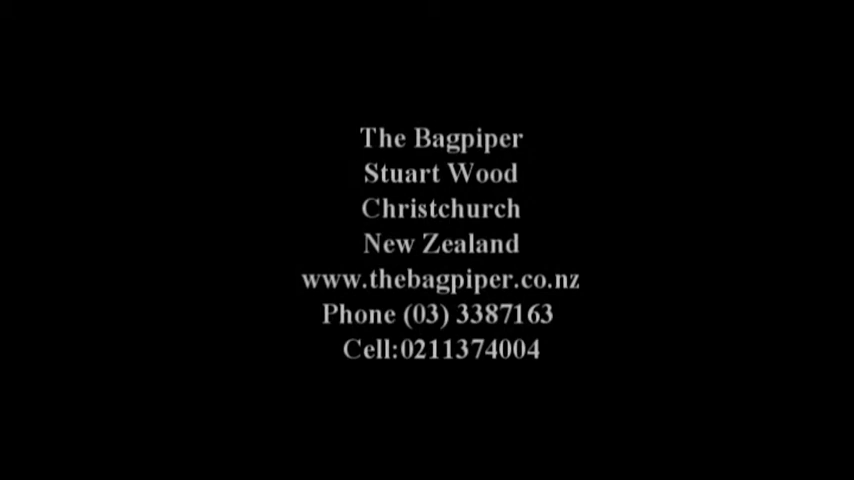 The Bagpiper
Stuart Wood
Christchurch
New Zealand
www.thebagpiper.co.nz
Phone (03) 3387163
Cell:0211374004